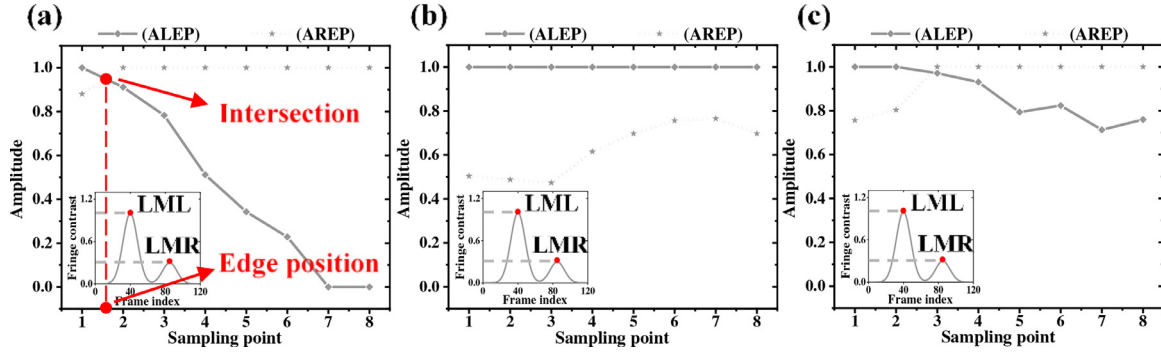 (a)
(ALEP) (AREP)
Amplitude
1.0
0.8
0.6
0.4
0.2
0.0
1 2 3 4 5 6 7 8
Sampling point
Intersection
Edge position
Fringe contrast
1.2
0.6
0.0
LML
LMR
0 40 80 120
Frame index
(b)
(ALEP) (AREP)
Amplitude
1.0
0.8
0.6
0.4
0.2
0.0
1 2 3 4 5 6 7 8
Sampling point
Fringe contrast
1.2
0.6
0.0
LML
LMR
0 40 80 120
Frame index
(c)
(ALEP) (AREP)
Amplitude
1.0
0.8
0.6
0.4
0.2
0.0
1 2 3 4 5 6 7 8
Sampling point
Fringe contrast
1.2
0.6
0.0
LML
LMR
0 40 80 120
Frame index